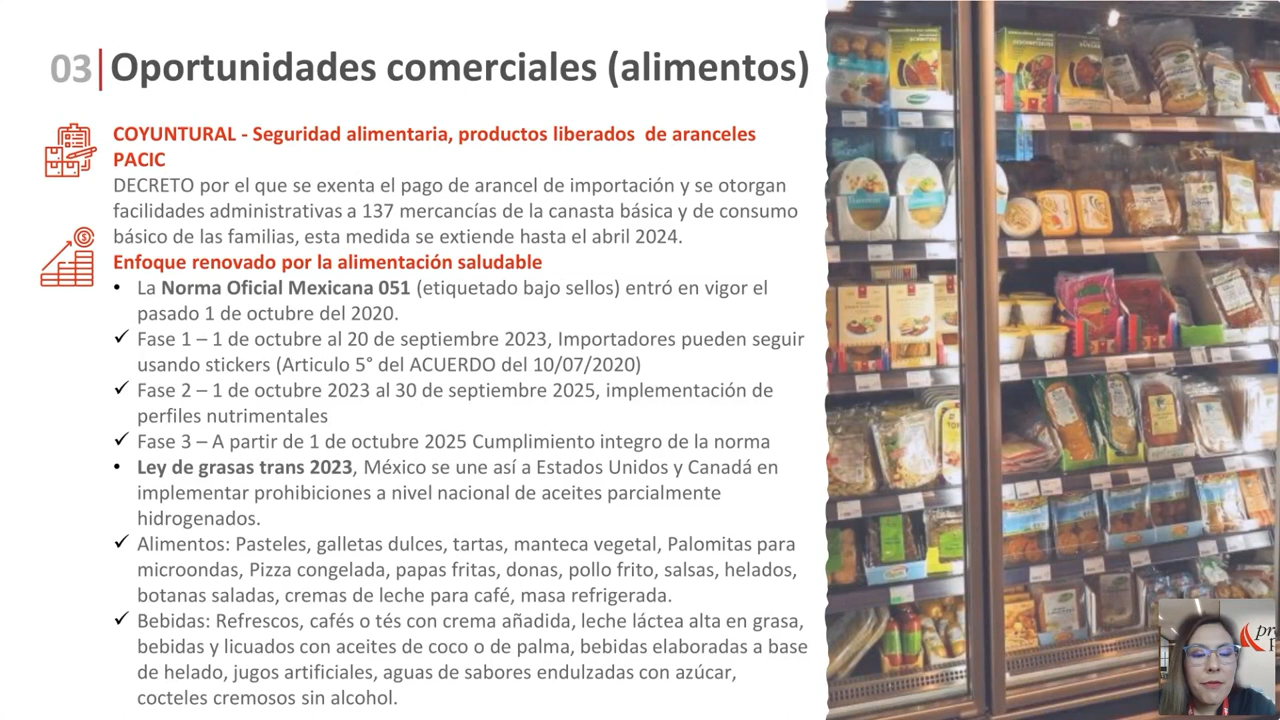 03 Oportunidades comerciales (alimentos)
COYUNTURAL - Seguridad alimentaria, productos liberados de aranceles
PACIC
DECRETO por el que se exenta el pago de arancel de importación y se otorgan
facilidades administrativas a 137 mercancías de la canasta básica y de consumo
básico de las familias, esta medida se extiende hasta el abril 2024.
Enfoque renovado por la alimentación saludable
• La Norma Oficial Mexicana 051 (etiquetado bajo sellos) entró en vigor el
pasado 1 de octubre del 2020.
✓ Fase 1 – 1 de octubre al 20 de septiembre 2023, Importadores pueden seguir
usando stickers (Articulo 5° del ACUERDO del 10/07/2020)
✓ Fase 2 – 1 de octubre 2023 al 30 de septiembre 2025, implementación de
perfiles nutrimentales
✓ Fase 3 – A partir de 1 de octubre 2025 Cumplimiento integro de la norma
• Ley de grasas trans 2023, México se une así a Estados Unidos y Canadá en
implementar prohibiciones a nivel nacional de aceites parcialmente
hidrogenados.
✓ Alimentos: Pasteles, galletas dulces, tartas, manteca vegetal, Palomitas para
microondas, Pizza congelada, papas fritas, donas, pollo frito, salsas, helados,
botanas saladas, cremas de leche para café, masa refrigerada.
✓ Bebidas: Refrescos, cafés o tés con crema añadida, leche láctea alta en grasa,
bebidas y licuados con aceites de coco o de palma, bebidas elaboradas a base
de helado, jugos artificiales, aguas de sabores endulzadas con azúcar,
cocteles cremosos sin alcohol.